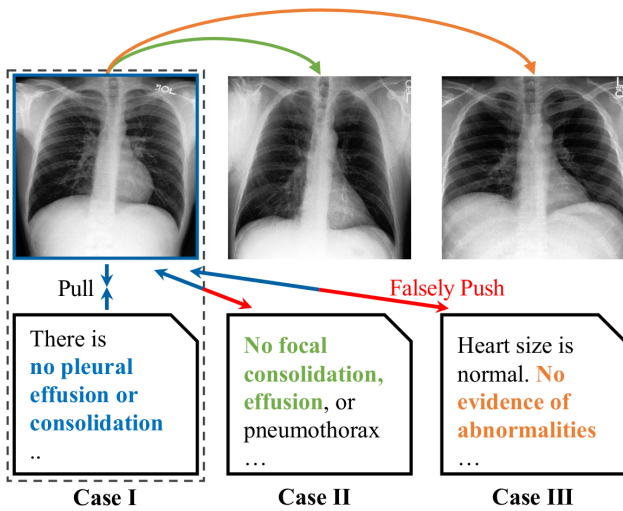 Pull
Falsely Push
There is
no pleural
effusion or
consolidation
..
No focal
consolidation,
effusion, or
pneumothorax
…
Heart size is
normal. No
evidence of
abnormalities
…
Case I
Case II
Case III